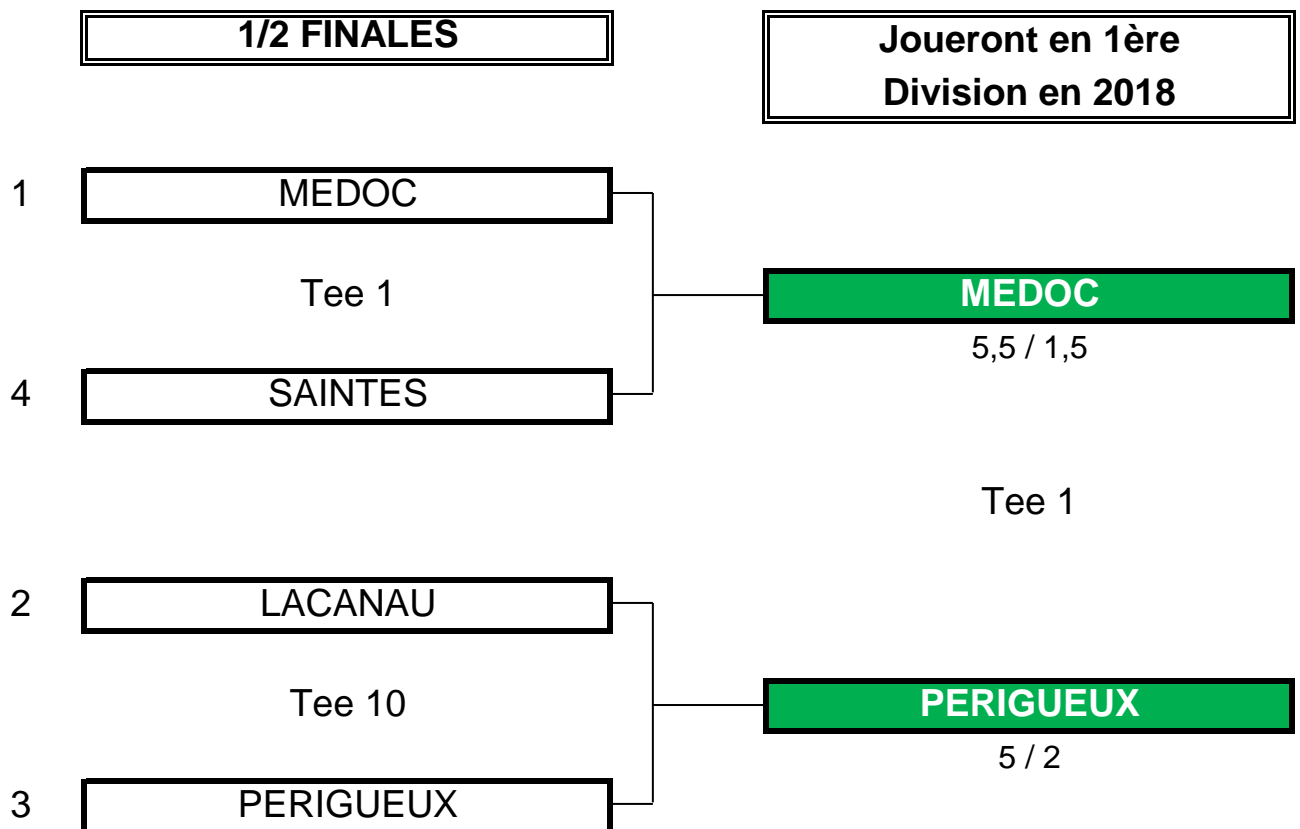 1/2 FINALES
Joueront en 1ère
Division en 2018
1
MEDOC
Tee 1
MEDOC
5,5 / 1,5
4
SAINTES
Tee 1
2
LACANAU
Tee 10
PERIGUEUX
5 / 2
3
PERIGUEUX